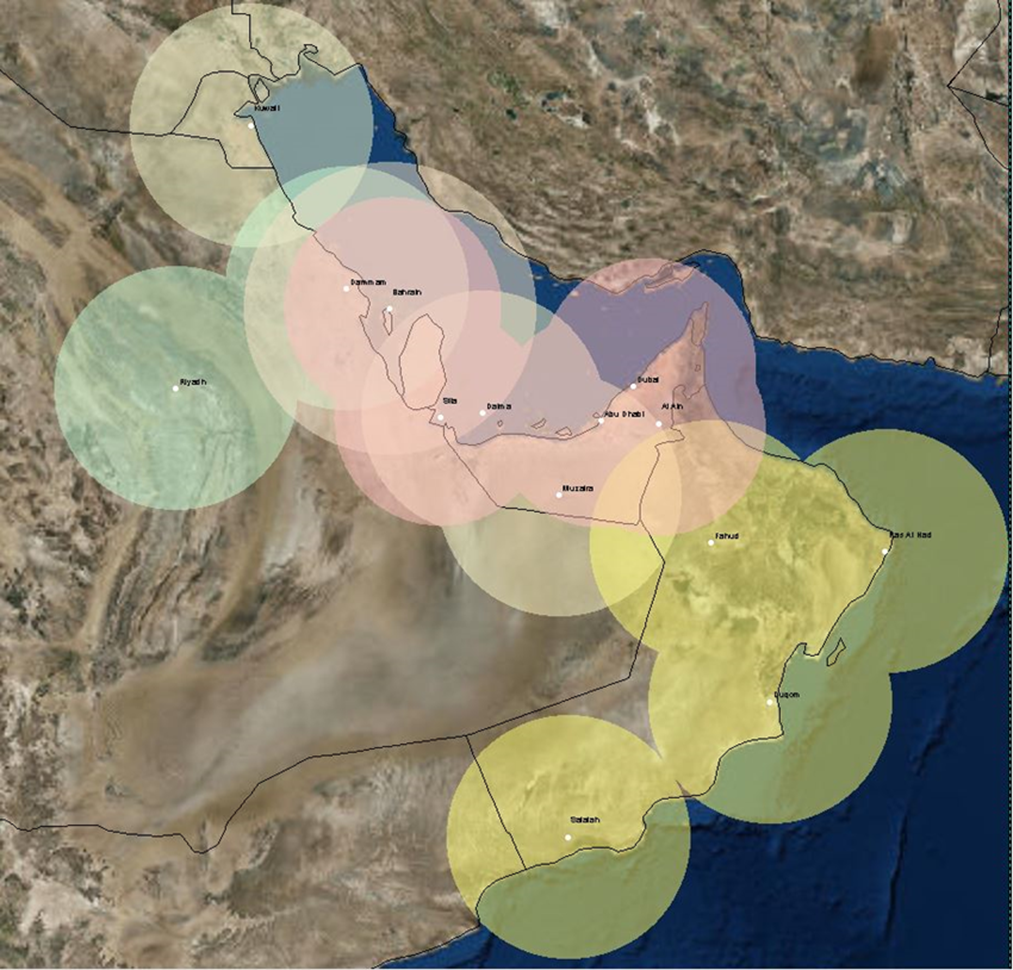 Kuwait
Dammam
Bahrain
Riyadh
Dubai
Sila
Dalma
Abu Dhabi
Al Ain
Muzaira
Fahud
Ras Al Had
Duqom
Salalah